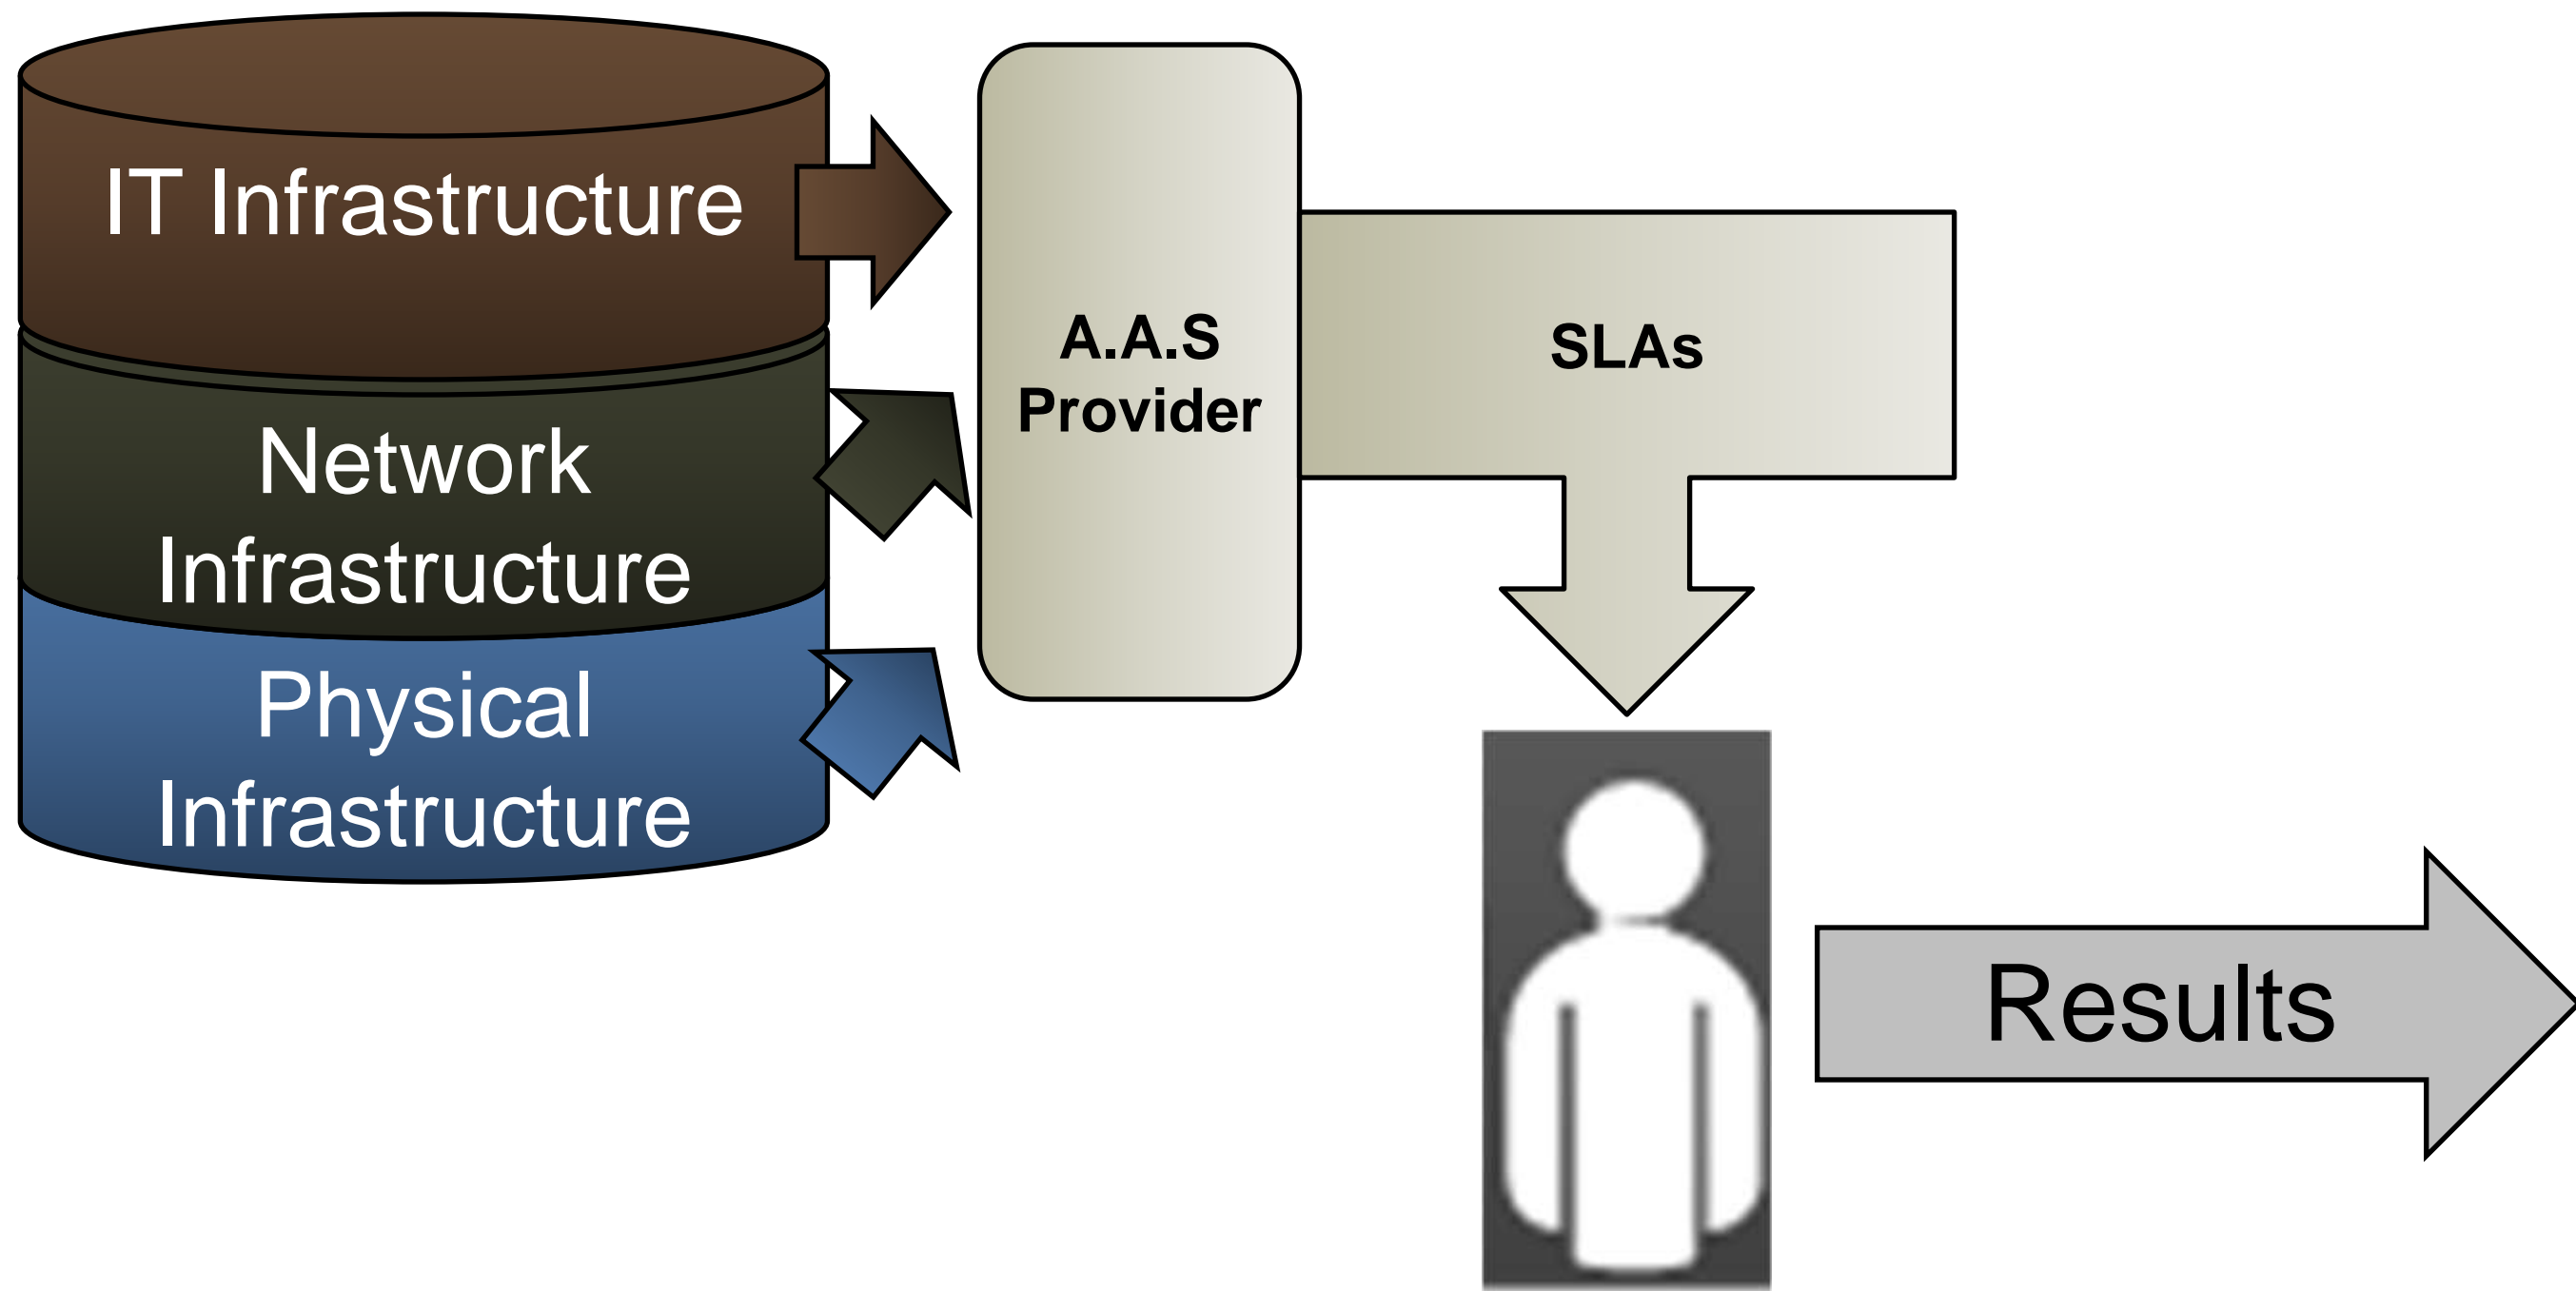 IT Infrastructure
Network
Infrastructure
Physical
Infrastructure
A.A.S
Provider
SLAs
Results